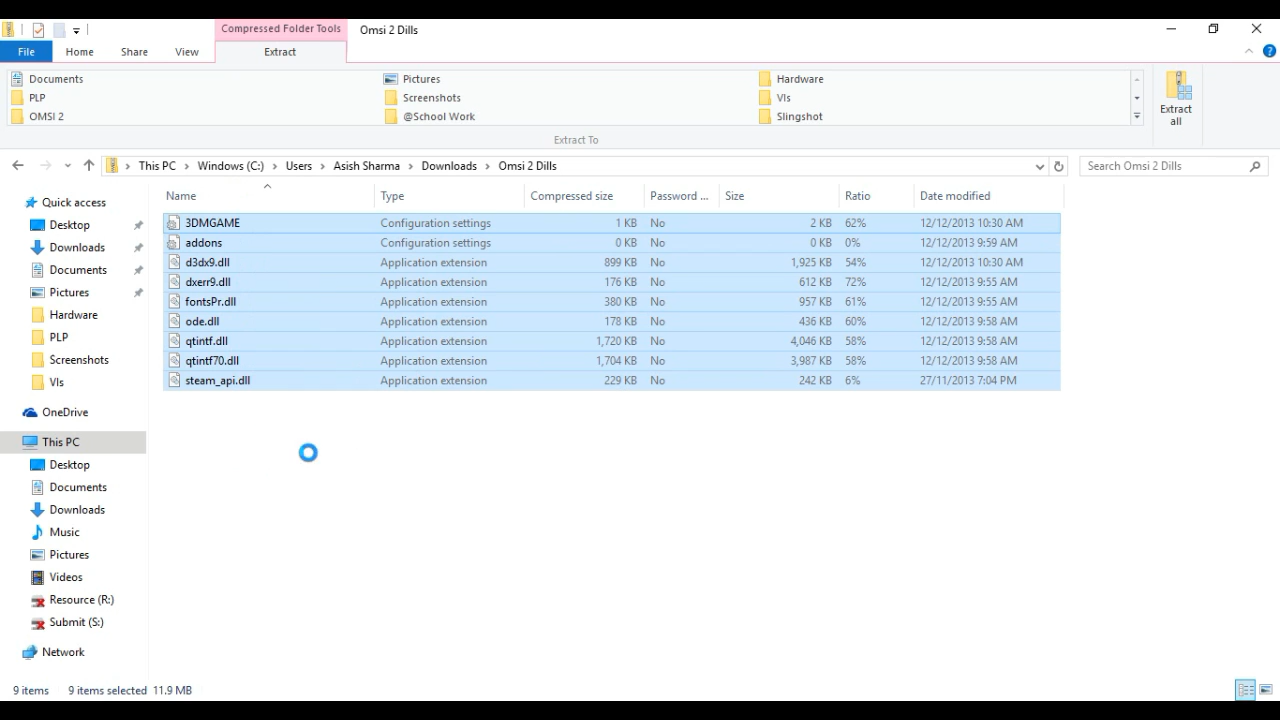 Compressed Folder Tools
Omsi 2 Dills
File
Home
Share
View
Extract
Documents
Pictures
Hardware
PLP
Screenshots
VIs
OMSI 2
@School Work
Slingshot
Extract all
Extract To
This PC
Windows (C:)
Users
Asish Sharma
Downloads
Omsi 2 Dills
Search Omsi 2 Dills
Name
Type
Compressed size
Password ...
Size
Ratio
Date modified
3DMGAME Configuration settings 1 KB No 2 KB 62% 12/12/2013 10:30 AM
addons Configuration settings 0 KB No 0 KB 0% 12/12/2013 9:59 AM
d3dx9.dll Application extension 899 KB No 1,925 KB 54% 12/12/2013 10:30 AM
dxerr9.dll Application extension 176 KB No 612 KB 72% 12/12/2013 9:55 AM
fontsPr.dll Application extension 380 KB No 957 KB 61% 12/12/2013 9:55 AM
ode.dll Application extension 178 KB No 436 KB 60% 12/12/2013 9:58 AM
qtintf.dll Application extension 1,720 KB No 4,046 KB 58% 12/12/2013 9:58 AM
qtintf70.dll Application extension 1,704 KB No 3,987 KB 58% 12/12/2013 9:58 AM
steam_api.dll Application extension 229 KB No 242 KB 6% 27/11/2013 7:04 PM
Quick access
Desktop
Downloads
Documents
Pictures
Hardware
PLP
Screenshots
VIs
OneDrive
This PC
Desktop
Documents
Downloads
Music
Pictures
Videos
Resource (R:)
Submit (S:)
Network
9 items
9 items selected 11.9 MB